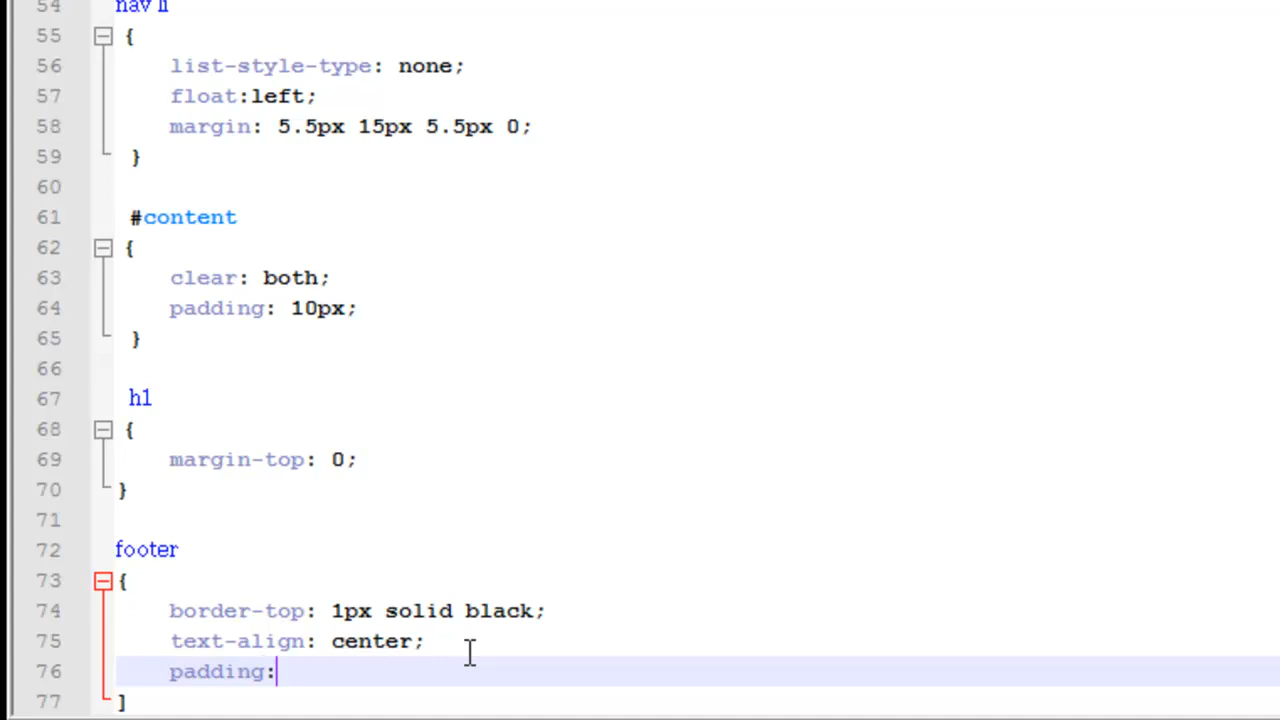 54 nav li
55 {
56 list-style-type: none;
57 float:left;
58 margin: 5.5px 15px 5.5px 0;
59 }
60
61 #content
62 {
63 clear: both;
64 padding: 10px;
65 }
66
67 h1
68 {
69 margin-top: 0;
70 }
71
72 footer
73 {
74 border-top: 1px solid black;
75 text-align: center;
76 padding:
77 ]